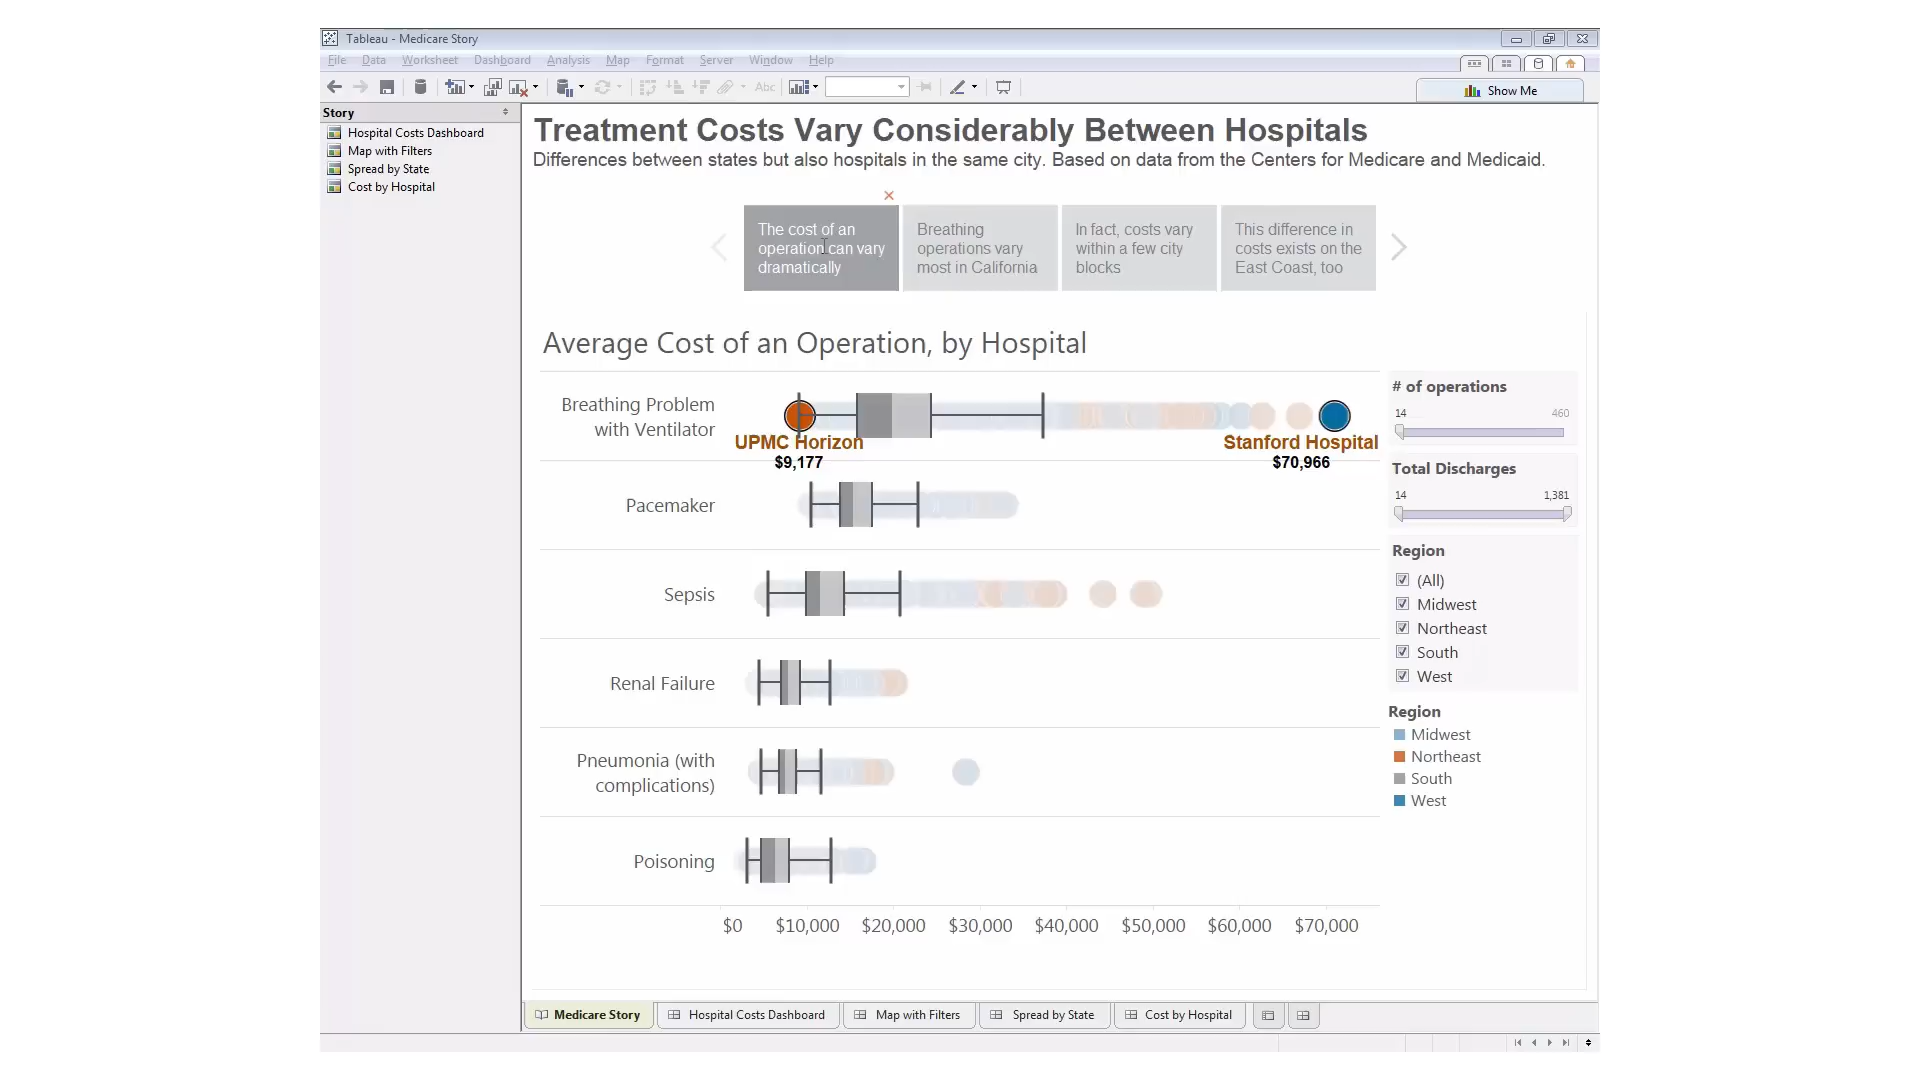 Tableau - Medicare Story
File Data Worksheet Dashboard Analysis Map Format Server Window Help
Abc
Show Me
Story
Hospital Costs Dashboard
Map with Filters
Spread by State
Cost by Hospital
Treatment Costs Vary Considerably Between Hospitals
Differences between states but also hospitals in the same city. Based on data from the Centers for Medicare and Medicaid.
The cost of an
operation can vary
dramatically
Breathing
operations vary
most in California
In fact, costs vary
within a few city
blocks
This difference in
costs exists on the
East Coast, too
Average Cost of an Operation, by Hospital
Breathing Problem
with Ventilator
UPMC Horizon
$9,177
Stanford Hospital
$70,966
Pacemaker
Sepsis
Renal Failure
Pneumonia (with
complications)
Poisoning
$0 $10,000 $20,000 $30,000 $40,000 $50,000 $60,000 $70,000
# of operations
14 460
Total Discharges
14 1,381
Region
(All)
Midwest
Northeast
South
West
Region
Midwest
Northeast
South
West
Medicare Story Hospital Costs Dashboard Map with Filters Spread by State Cost by Hospital